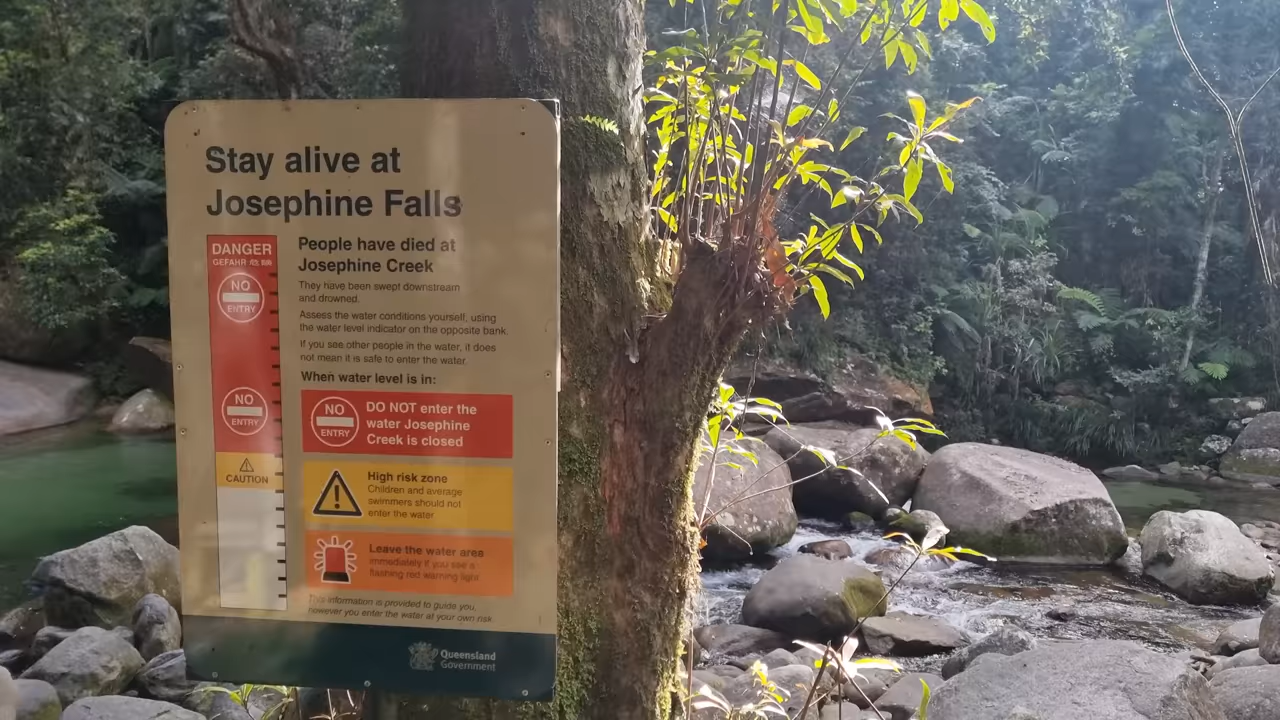 Stay alive at
Josephine Falls
DANGER
GEFAHR
NO
ENTRY
NO
ENTRY
CAUTION
People have died at
Josephine Creek
They have been swept downstream
and drowned.
Assess the water conditions yourself, using
the water level indicator on the opposite bank.
If you see other people in the water, it does
not mean it is safe to enter the water.
When water level is in:
NO
ENTRY
DO NOT enter the
water Josephine
Creek is closed
High risk zone
Children and average
swimmers should not
enter the water
Leave the water area
immediately if you see a
flashing red warning light
This information is provided to guide you,
however you enter the water at your own risk.
Queensland
Government